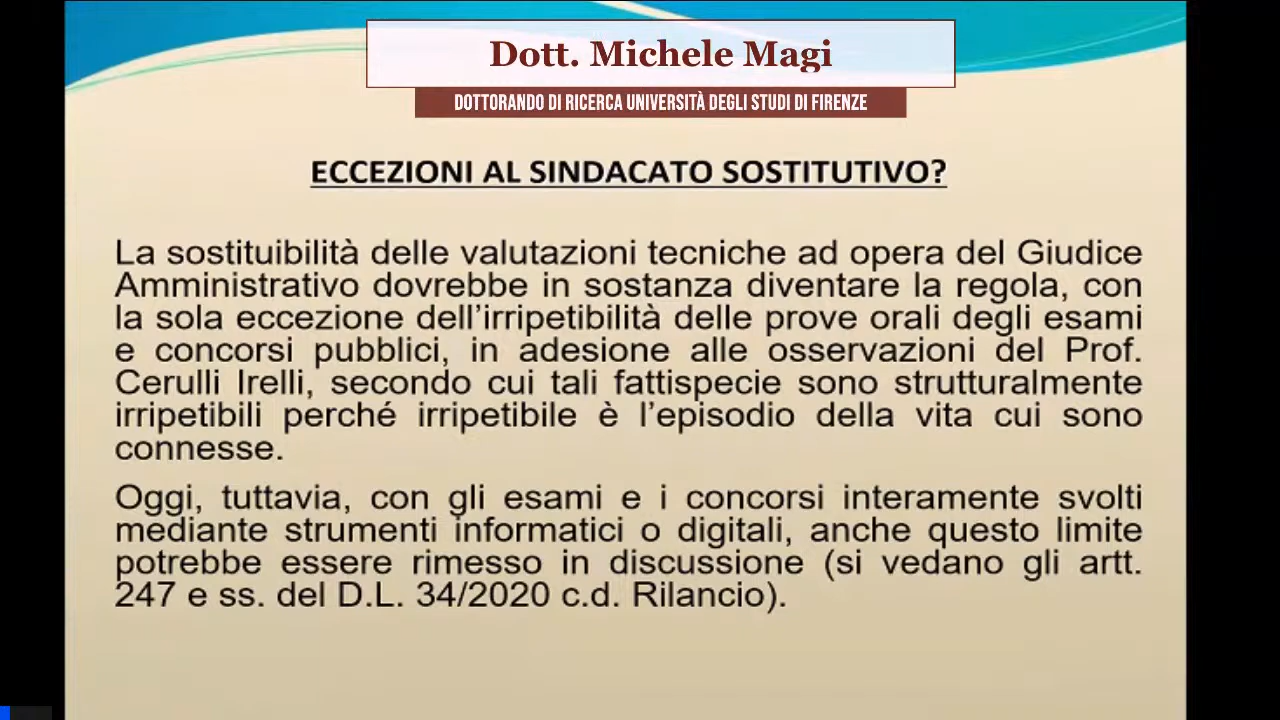 Dott. Michele Magi
DOTTORANDO DI RICERCA UNIVERSITÀ DEGLI STUDI DI FIRENZE
ECCEZIONI AL SINDACATO SOSTITUTIVO?
La sostituibilità delle valutazioni tecniche ad opera del Giudice
Amministrativo dovrebbe in sostanza diventare la regola, con
la sola eccezione dell’irripetibilità delle prove orali degli esami
e concorsi pubblici, in adesione alle osservazioni del Prof.
Cerulli Irelli, secondo cui tali fattispecie sono strutturalmente
irripetibili perché irripetibile è l’episodio della vita cui sono
connesse.
Oggi, tuttavia, con gli esami e i concorsi interamente svolti
mediante strumenti informatici o digitali, anche questo limite
potrebbe essere rimesso in discussione (si vedano gli artt.
247 e ss. del D.L. 34/2020 c.d. Rilancio).